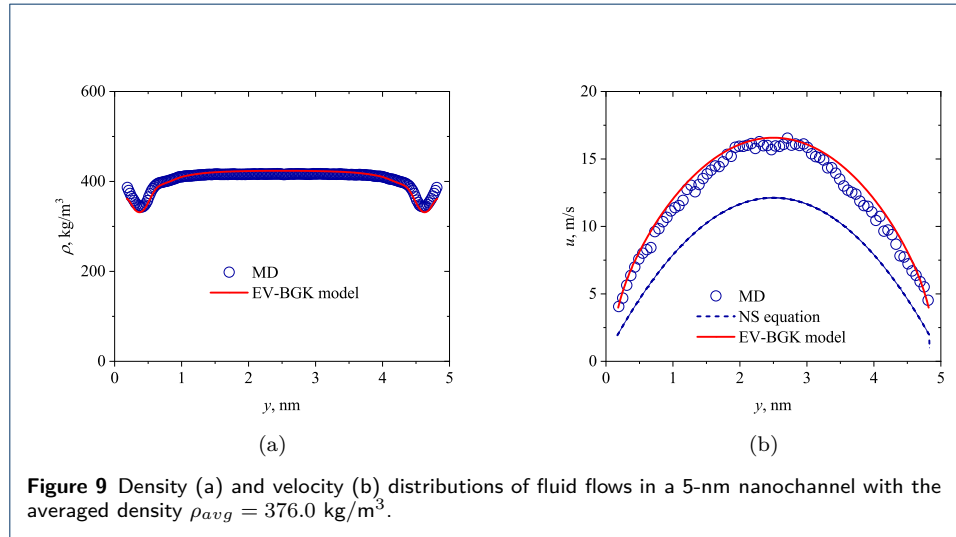 600
400
200
0
ρ, kg/m³
MD
EV-BGK model
0 1 2 3 4 5
y, nm
(a)
20
15
10
5
0
u, m/s
MD
NS equation
EV-BGK model
0 1 2 3 4 5
y, nm
(b)
Figure 9 Density (a) and velocity (b) distributions of fluid flows in a 5-nm nanochannel with the
averaged density ρavg = 376.0 kg/m³.